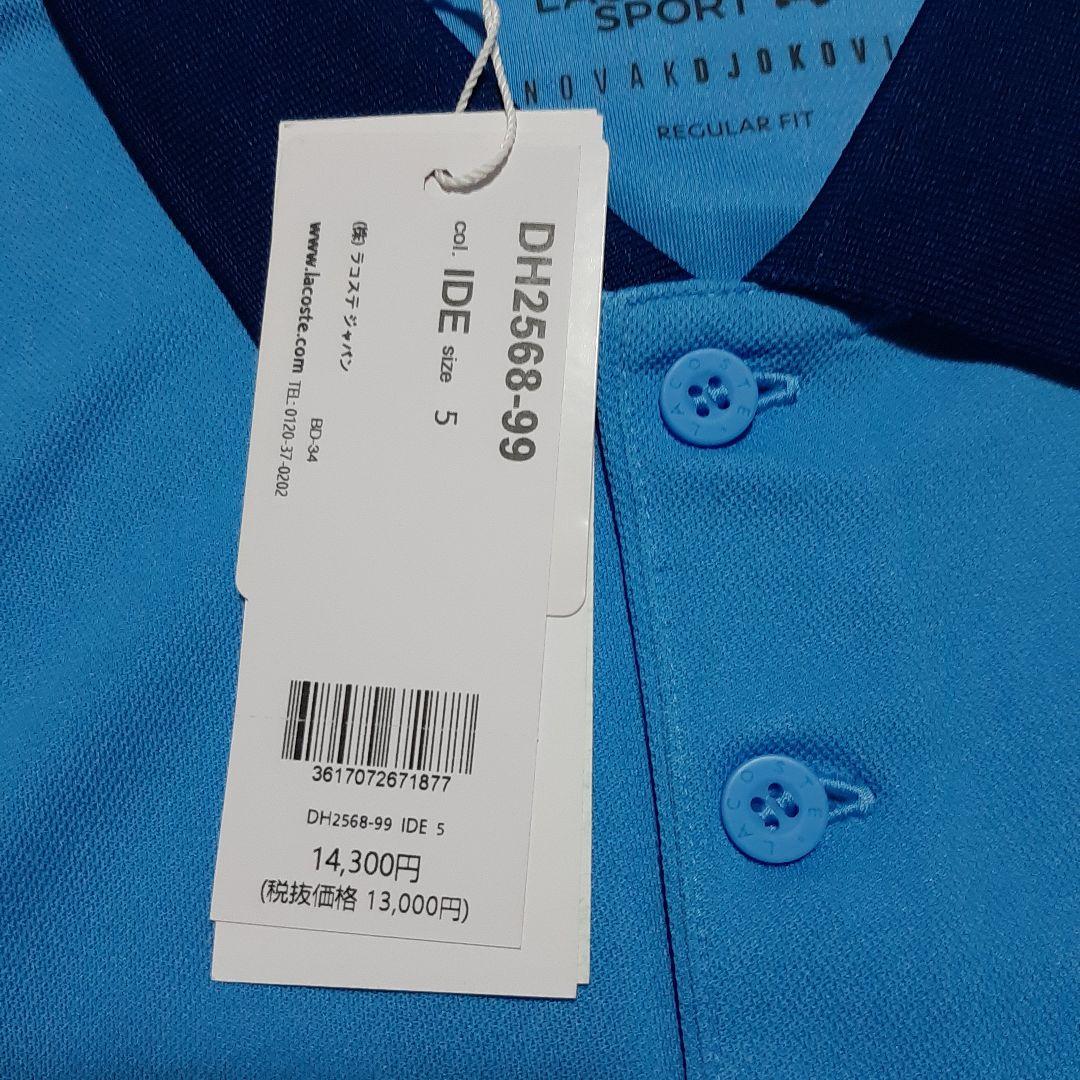 SPORT
NOVAKDJOKOVI
REGULAR FIT
DH2568-99
col. IDE size 5
(株) ラコステ ジャパン
BD-34
www.lacoste.com TEL: 0120-37-0202
3617072671877
DH2568-99 IDE 5
14,300円
(税抜価格 13,000円)
LACOSTE
LACOSTE